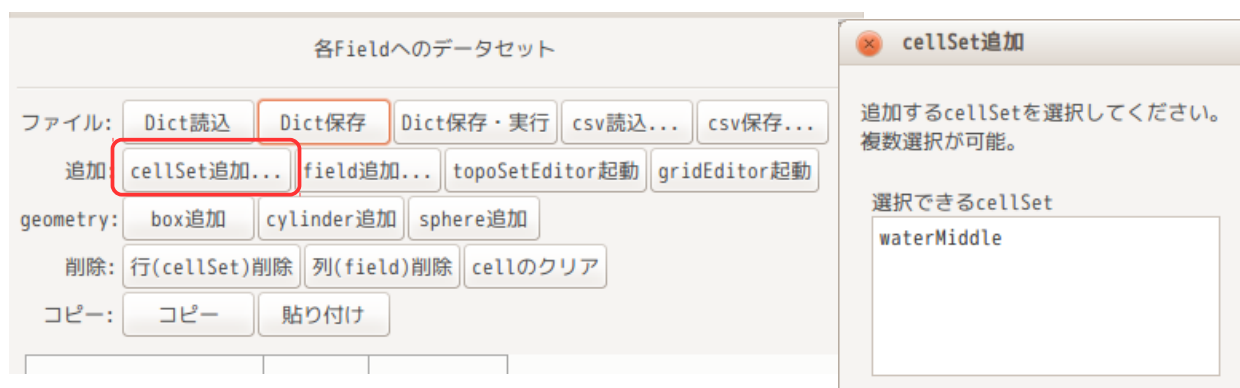 各Fieldへのデータセット
ファイル: Dict読込 Dict保存 Dict保存・実行 csv読込... csv保存...
追加: cellSet追加... field追加... topoSetEditor起動 gridEditor起動
geometry: box追加 cylinder追加 sphere追加
削除: 行(cellSet)削除 列(field)削除 cellのクリア
コピー: コピー 貼り付け
cellSet追加
追加するcellSetを選択してください。
複数選択が可能。
選択できるcellSet
waterMiddle